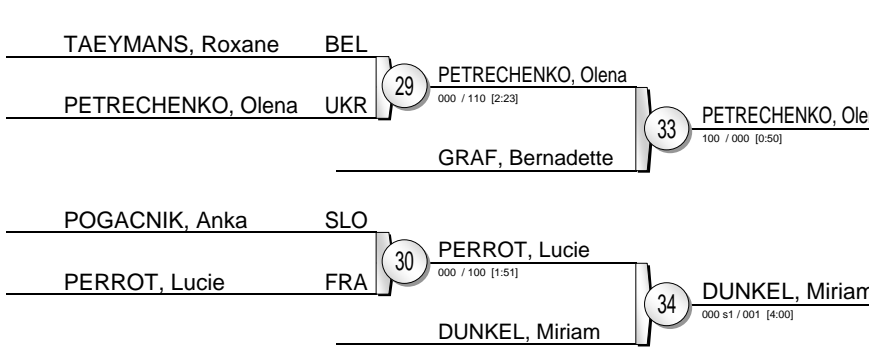 TAEYMANS, Roxane BEL
29
PETRECHENKO, Olena
000 / 110 [2:23]
PETRECHENKO, Olena UKR
33
PETRECHENKO, Ole
100 / 000 [0:50]
GRAF, Bernadette
POGACNIK, Anka SLO
30
PERROT, Lucie
000 / 100 [1:51]
PERROT, Lucie FRA
34
DUNKEL, Miriam
000 s1 / 001 [4:00]
DUNKEL, Miriam